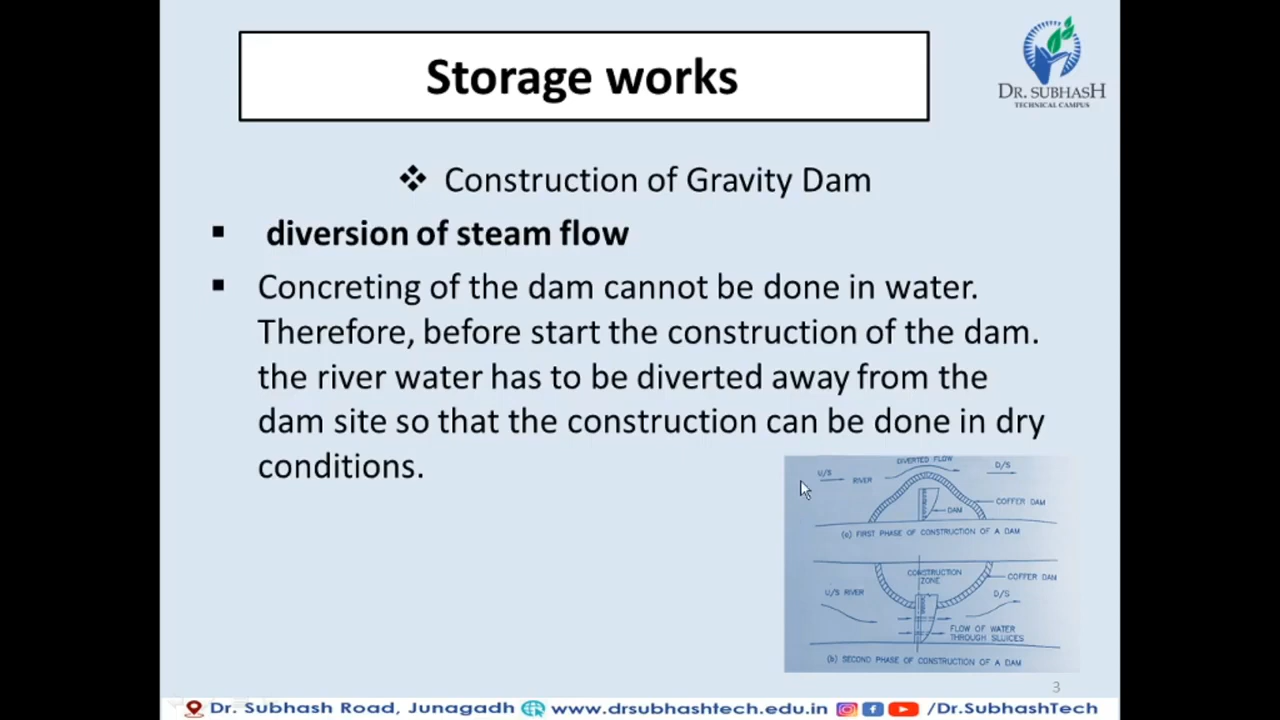 Storage works
DR. SUBHASH
TECHNICAL CAMPUS
❖ Construction of Gravity Dam
▪ diversion of steam flow
▪ Concreting of the dam cannot be done in water.
Therefore, before start the construction of the dam.
the river water has to be diverted away from the
dam site so that the construction can be done in dry
conditions.
DIVERTED FLOW
U/S
D/S
RIVER
COFFER DAM
DAM
(a) FIRST PHASE OF CONSTRUCTION OF A DAM
CONSTRUCTION
ZONE
COFFER DAM
U/S RIVER
D/S
FLOW OF WATER
THROUGH SLUICES
(b) SECOND PHASE OF CONSTRUCTION OF A DAM
3
Dr. Subhash Road, Junagadh www.drsubhashtech.edu.in /Dr.SubhashTech